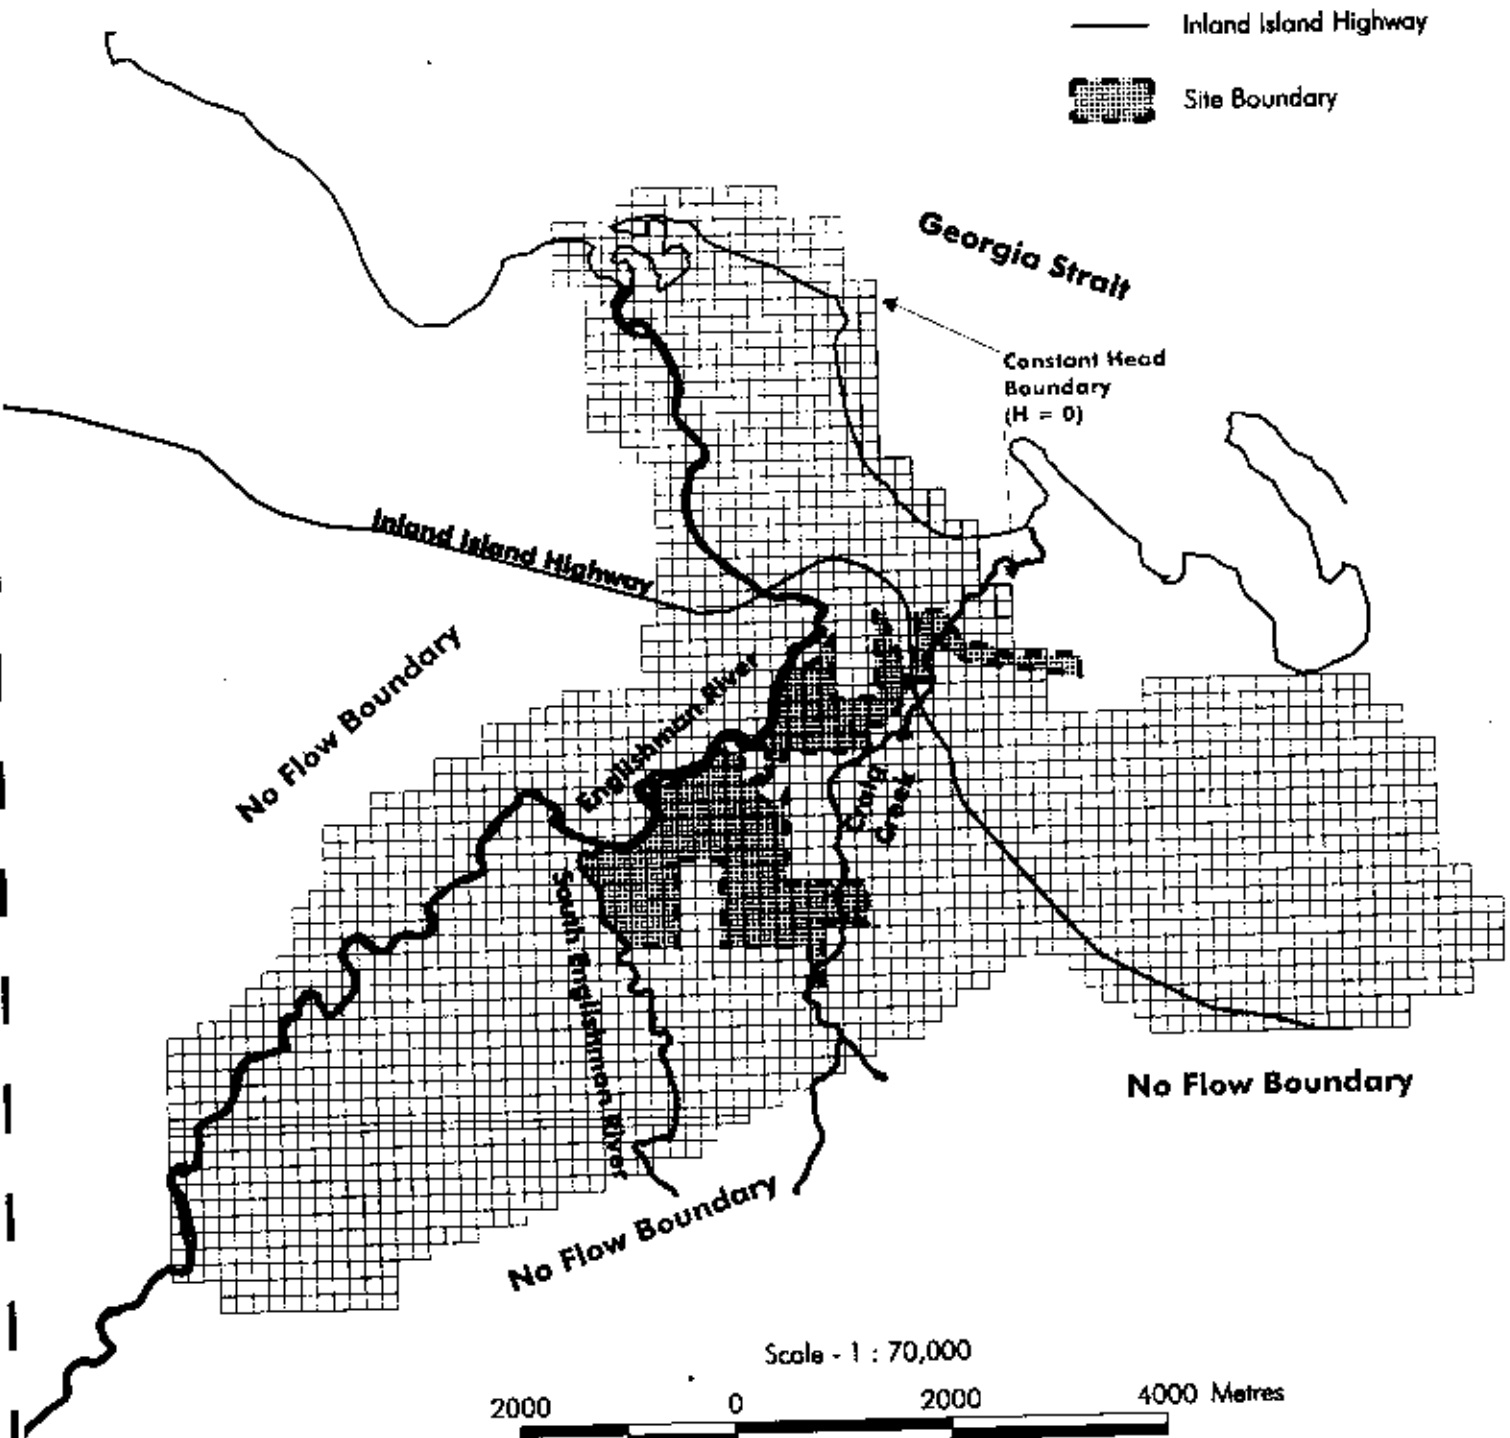 Inland Island Highway
Site Boundary
Georgia Strait
Constant Head
Boundary
(H = 0)
Inland Island Highway
No Flow Boundary
Englishman River
Craig
Creek
South Englishman River
No Flow Boundary
No Flow Boundary
Scale - 1 : 70,000
2000 0 2000 4000 Metres